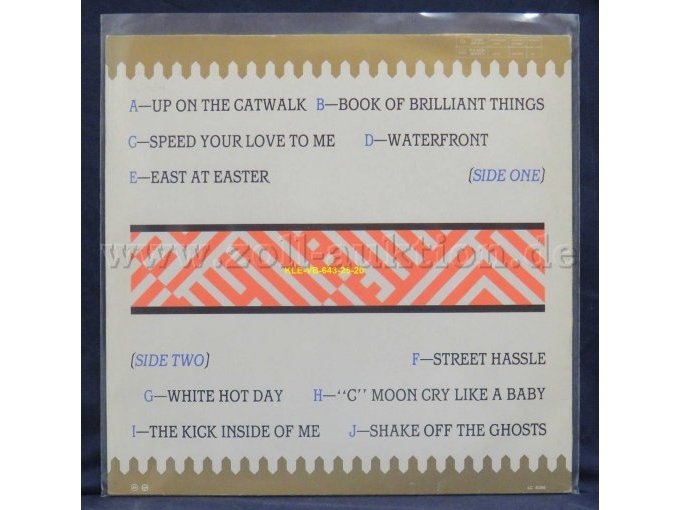 A—UP ON THE CATWALK B—BOOK OF BRILLIANT THINGS
C—SPEED YOUR LOVE TO ME D—WATERFRONT
E—EAST AT EASTER (SIDE ONE)
www.zoll-auktion.de
KLE-VB-643-25-20
(SIDE TWO) F—STREET HASSLE
G—WHITE HOT DAY H—"C" MOON CRY LIKE A BABY
I—THE KICK INSIDE OF ME J—SHAKE OFF THE GHOSTS